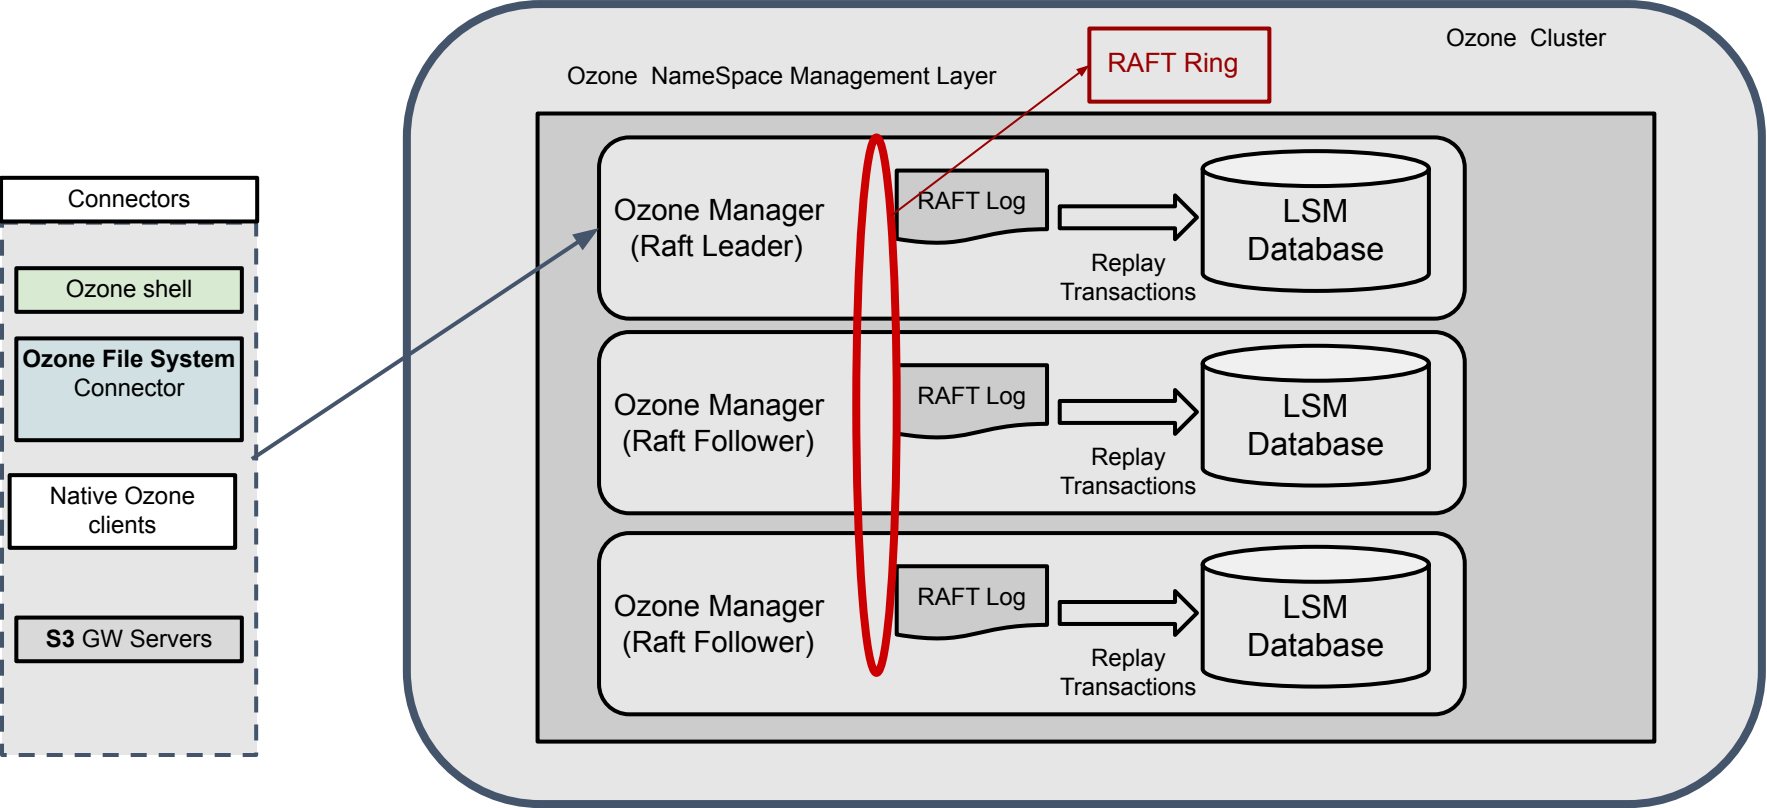 Ozone Cluster
RAFT Ring
Ozone NameSpace Management Layer
Connectors
Ozone shell
Ozone File System
Connector
Native Ozone
clients
S3 GW Servers
Ozone Manager
(Raft Leader)
RAFT Log
Replay
Transactions
LSM
Database
Ozone Manager
(Raft Follower)
RAFT Log
Replay
Transactions
LSM
Database
Ozone Manager
(Raft Follower)
RAFT Log
Replay
Transactions
LSM
Database